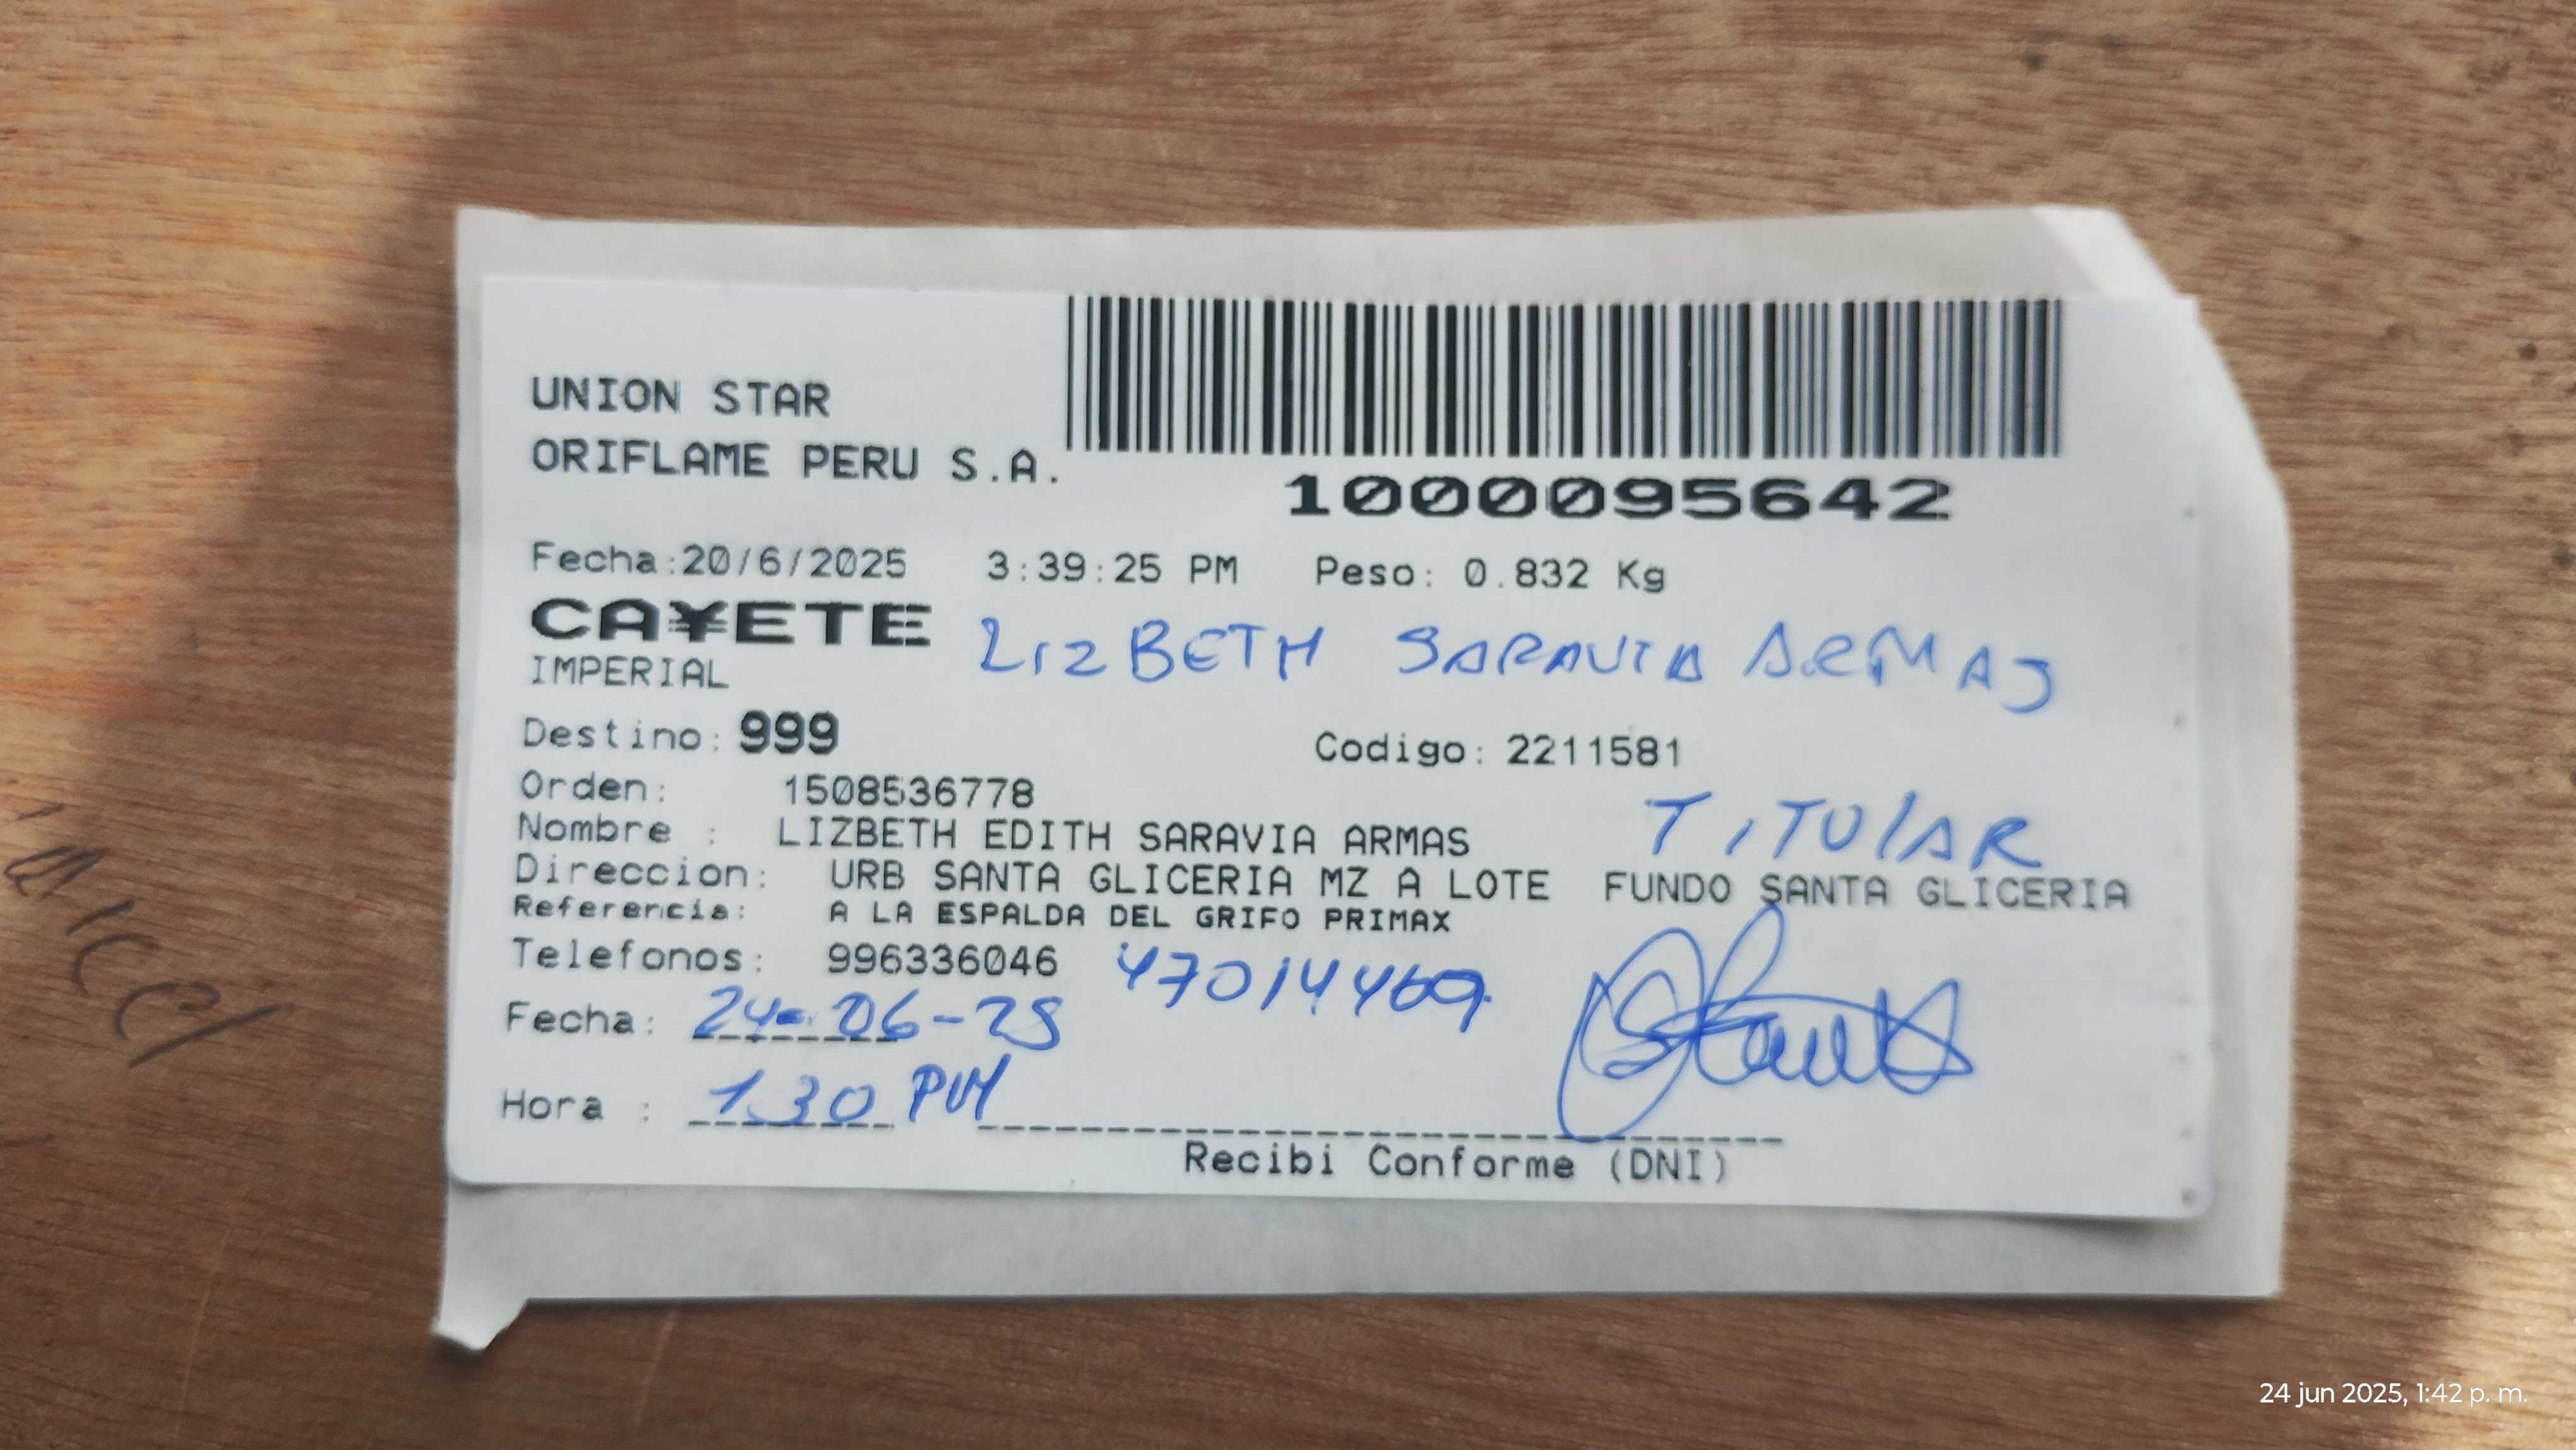 UNION STAR
ORIFLAME PERU S.A.
1000095642
Fecha:20/6/2025 3:39:25 PM Peso: 0.832 Kg
CA¥ETE LIZBETH SARAVIA ARMAS
IMPERIAL
Destino: 999 Codigo: 2211581
Orden: 1508536778
Nombre : LIZBETH EDITH SARAVIA ARMAS TITULAR
Direccion: URB SANTA GLICERIA MZ A LOTE FUNDO SANTA GLICERIA
Referencia: A LA ESPALDA DEL GRIFO PRIMAX
Telefonos: 996336046 47014469
Fecha: 24-06-25
Hora : 1.30 PM
Recibi Conforme (DNI)
24 jun 2025, 1:42 p. m.